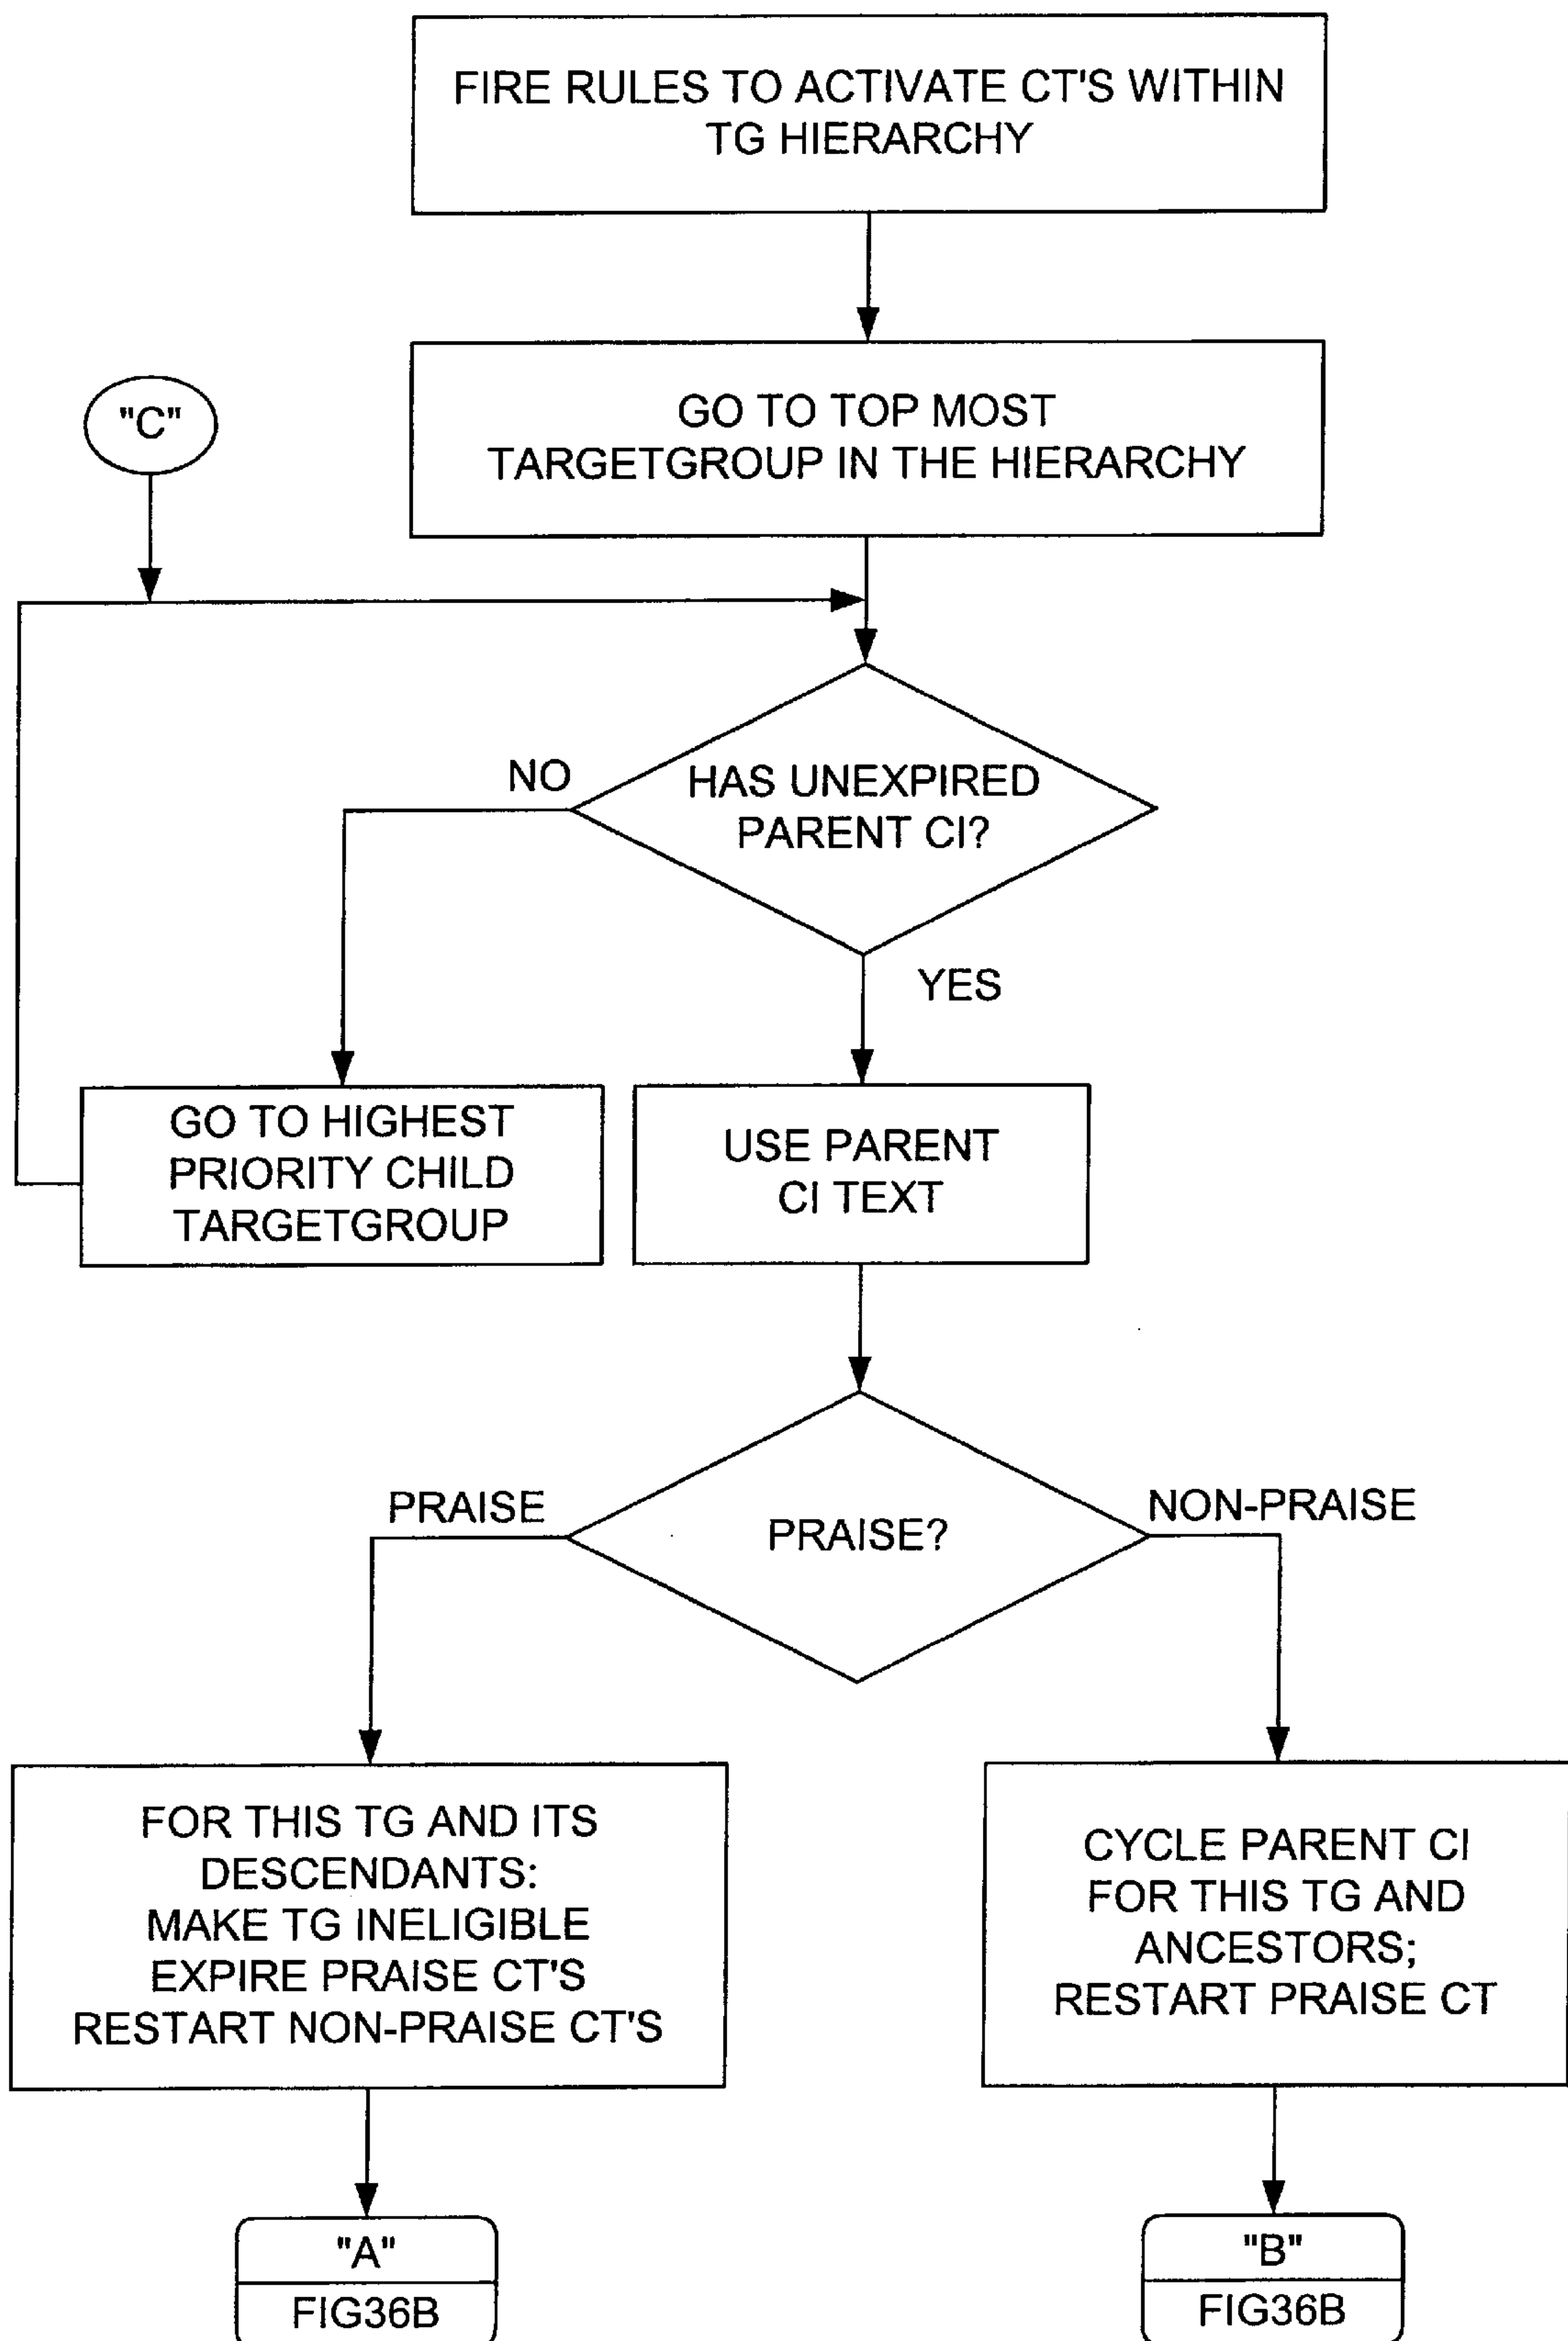 FIRE RULES TO ACTIVATE CT'S WITHIN
TG HIERARCHY
"C"
GO TO TOP MOST
TARGETGROUP IN THE HIERARCHY
NO
HAS UNEXPIRED
PARENT CI?
YES
GO TO HIGHEST
PRIORITY CHILD
TARGETGROUP
USE PARENT
CI TEXT
PRAISE
PRAISE?
NON-PRAISE
FOR THIS TG AND ITS
DESCENDANTS:
MAKE TG INELIGIBLE
EXPIRE PRAISE CT'S
RESTART NON-PRAISE CT'S
CYCLE PARENT CI
FOR THIS TG AND
ANCESTORS;
RESTART PRAISE CT
"A"
FIG36B
"B"
FIG36B